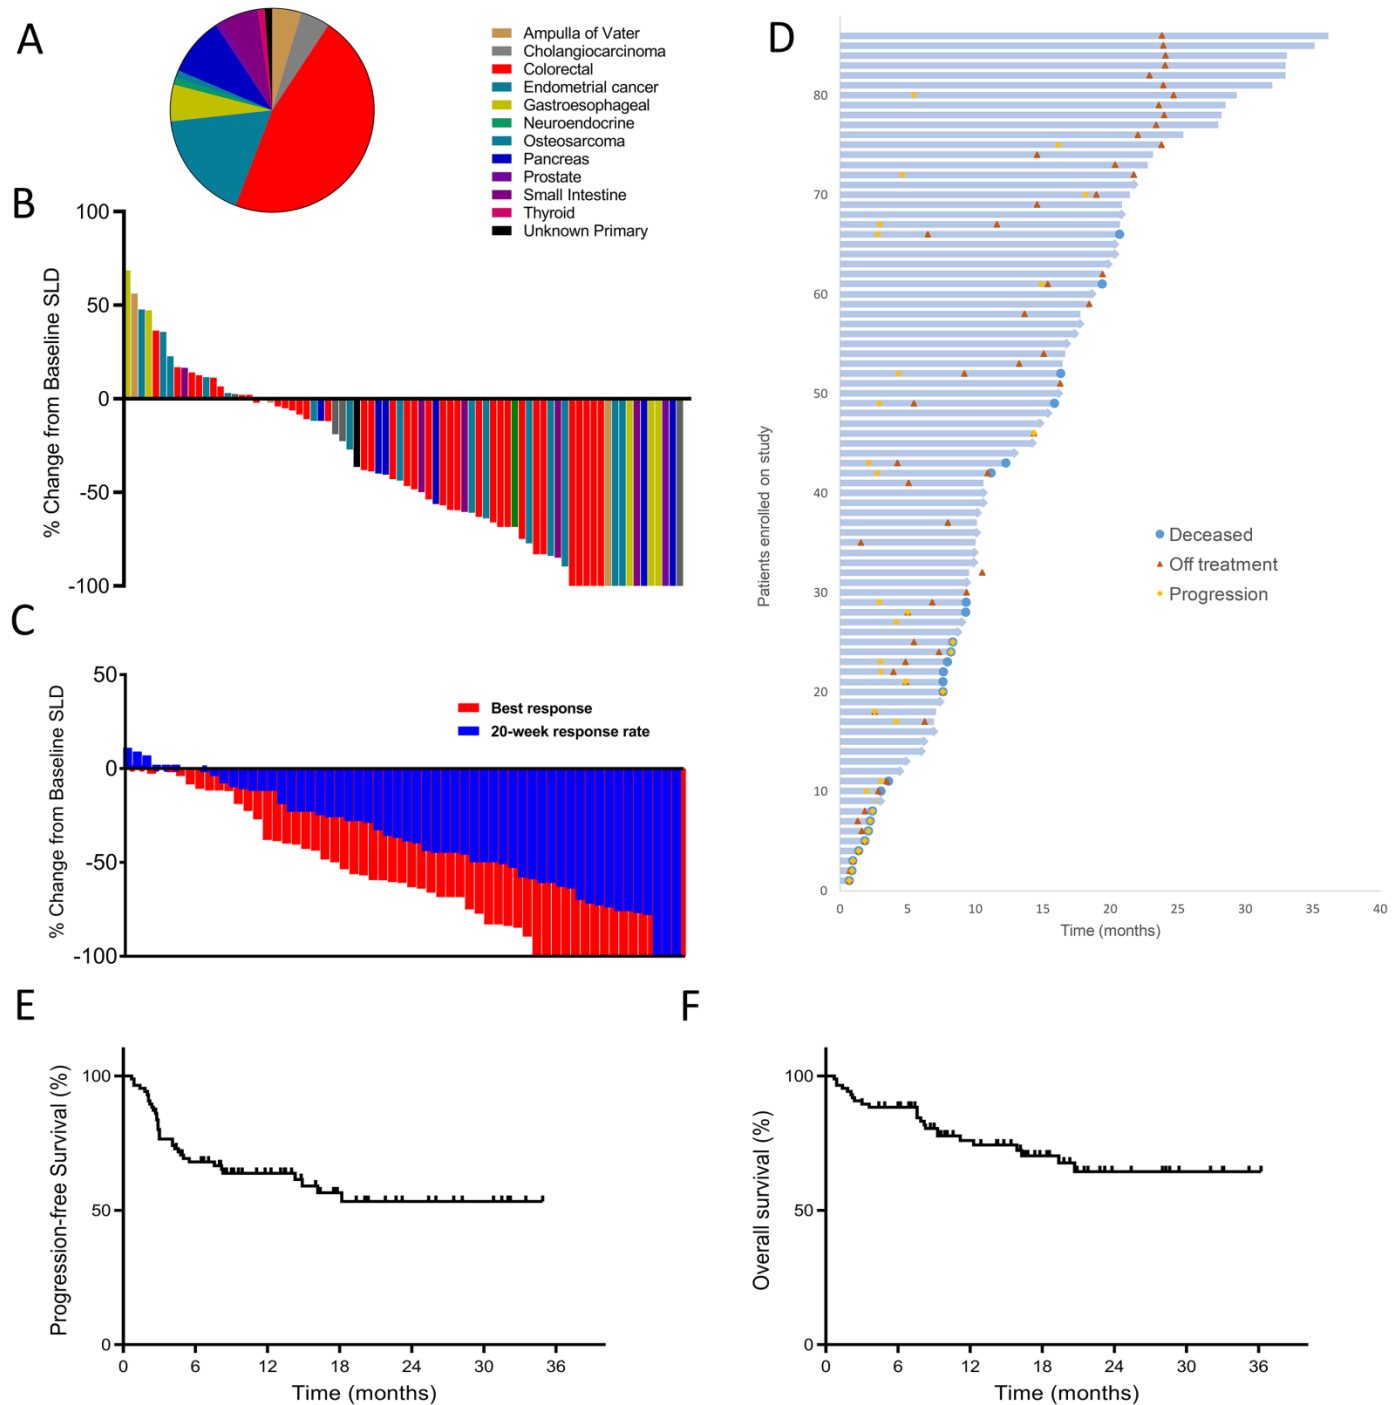 A
Ampulla of Vater
Cholangiocarcinoma
Colorectal
Endometrial cancer
Gastroesophageal
Neuroendocrine
Osteosarcoma
Pancreas
Prostate
Small Intestine
Thyroid
Unknown Primary
B
% Change from Baseline SLD
100
50
0
-50
-100
C
% Change from Baseline SLD
50
0
-50
-100
Best response
20-week response rate
D
Patients enrolled on study
80
70
60
50
40
30
20
10
0
0 5 10 15 20 25 30 35 40
Time (months)
Deceased
Off treatment
Progression
E
Progression-free Survival (%)
100
50
0
0 6 12 18 24 30 36
Time (months)
F
Overall survival (%)
100
50
0
0 6 12 18 24 30 36
Time (months)